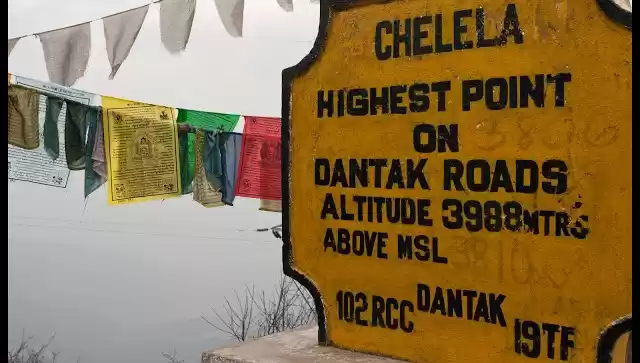 CHELELA
HIGHEST POINT
ON
DANTAK ROADS
ALTITUDE 3988MTRS
ABOVE MSL
102 RCC DANTAK 19TF